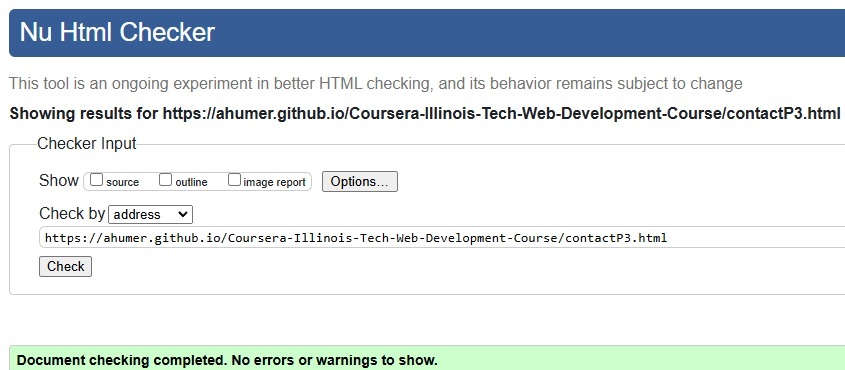 Nu Html Checker
This tool is an ongoing experiment in better HTML checking, and its behavior remains subject to change
Showing results for https://ahumer.github.io/Coursera-Illinois-Tech-Web-Development-Course/contactP3.html
Checker Input
Show source outline image report Options...
Check by address
https://ahumer.github.io/Coursera-Illinois-Tech-Web-Development-Course/contactP3.html
Check
Document checking completed. No errors or warnings to show.